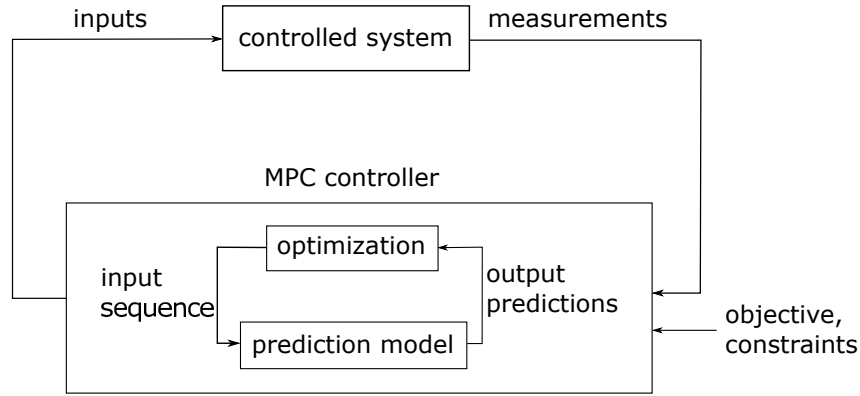 inputs
controlled system
measurements
MPC controller
optimization
input
sequence
output
predictions
prediction model
objective,
constraints